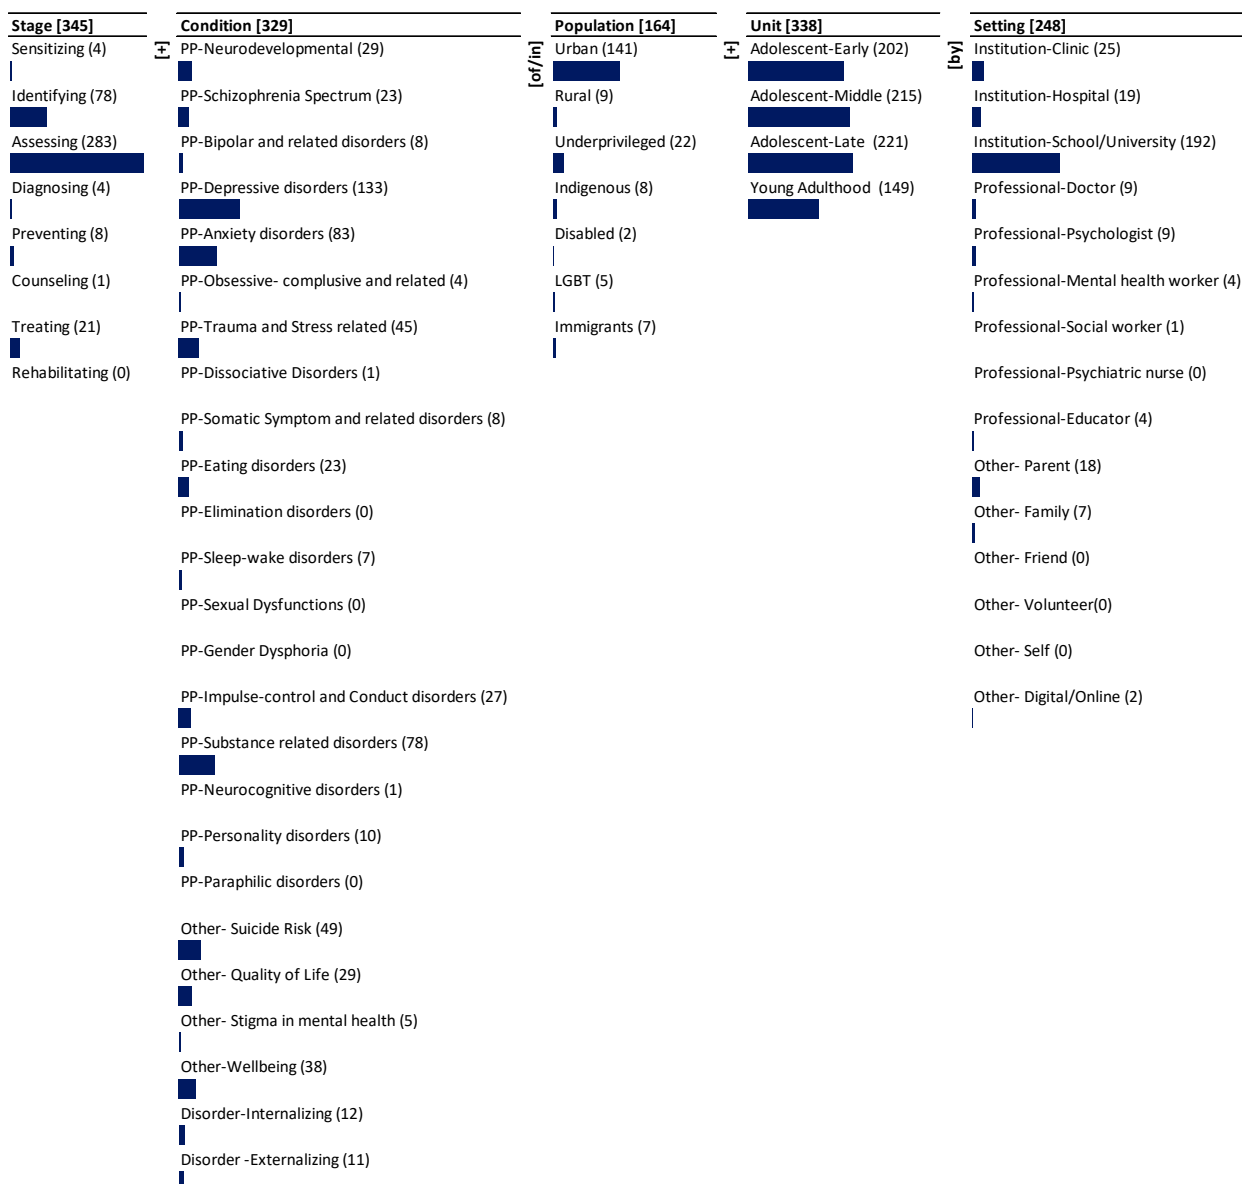 Stage [345]
Sensitizing (4)
Identifying (78)
Assessing (283)
Diagnosing (4)
Preventing (8)
Counseling (1)
Treating (21)
Rehabilitating (0)
[+]
Condition [329]
PP-Neurodevelopmental (29)
PP-Schizophrenia Spectrum (23)
PP-Bipolar and related disorders (8)
PP-Depressive disorders (133)
PP-Anxiety disorders (83)
PP-Obsessive- complusive and related (4)
PP-Trauma and Stress related (45)
PP-Dissociative Disorders (1)
PP-Somatic Symptom and related disorders (8)
PP-Eating disorders (23)
PP-Elimination disorders (0)
PP-Sleep-wake disorders (7)
PP-Sexual Dysfunctions (0)
PP-Gender Dysphoria (0)
PP-Impulse-control and Conduct disorders (27)
PP-Substance related disorders (78)
PP-Neurocognitive disorders (1)
PP-Personality disorders (10)
PP-Paraphilic disorders (0)
Other- Suicide Risk (49)
Other- Quality of Life (29)
Other- Stigma in mental health (5)
Other-Wellbeing (38)
Disorder-Internalizing (12)
Disorder -Externalizing (11)
[of/in]
Population [164]
Urban (141)
Rural (9)
Underprivileged (22)
Indigenous (8)
Disabled (2)
LGBT (5)
Immigrants (7)
[+]
Unit [338]
Adolescent-Early (202)
Adolescent-Middle (215)
Adolescent-Late (221)
Young Adulthood (149)
[by]
Setting [248]
Institution-Clinic (25)
Institution-Hospital (19)
Institution-School/University (192)
Professional-Doctor (9)
Professional-Psychologist (9)
Professional-Mental health worker (4)
Professional-Social worker (1)
Professional-Psychiatric nurse (0)
Professional-Educator (4)
Other- Parent (18)
Other- Family (7)
Other- Friend (0)
Other- Volunteer(0)
Other- Self (0)
Other- Digital/Online (2)